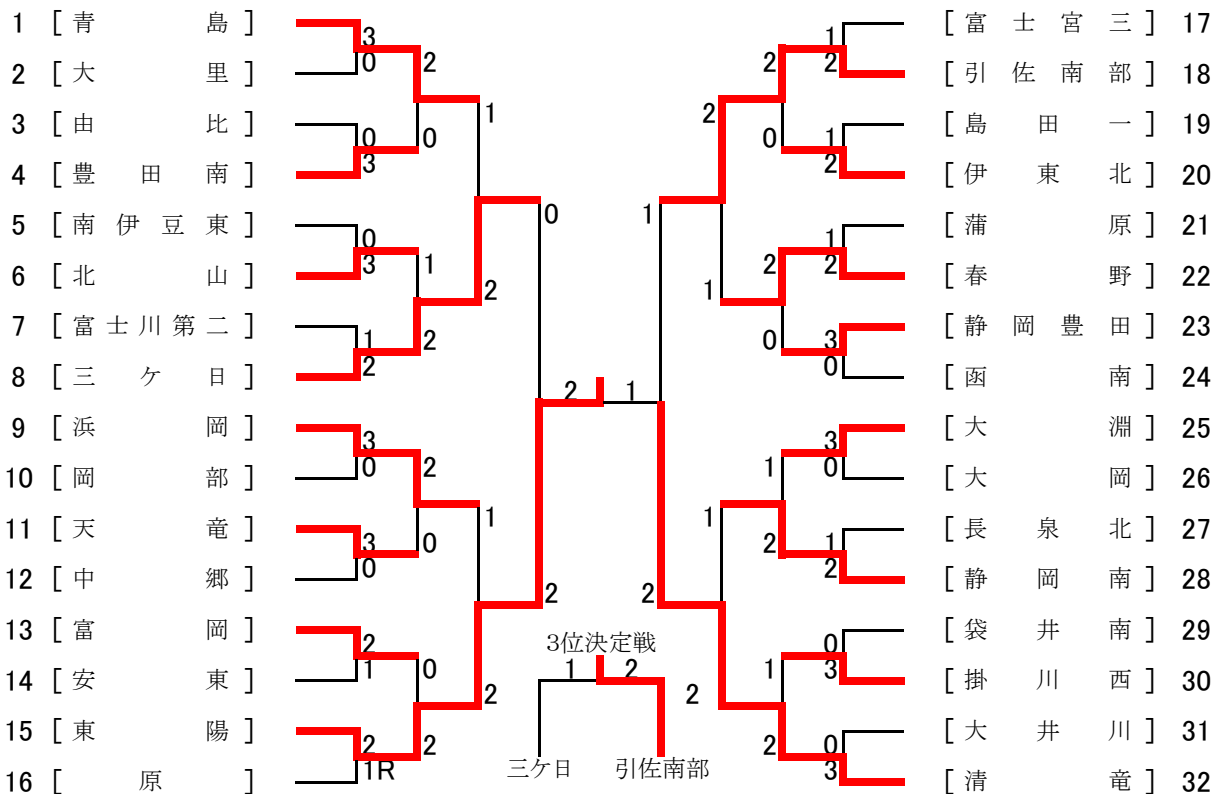 1 [青島] 3 [富士宮三] 17
2 [大里] 0 2 1 2 2 [引佐南部] 18
3 [由比] 0 0 1 2 0 1 [島田一] 19
4 [豊田南] 3 2 [伊東北] 20
5 [南伊豆東] 0 0 1 1 [蒲原] 21
6 [北山] 3 1 2 1 2 2 [春野] 22
7 [富士川第二] 1 2 0 3 [静岡豊田] 23
8 [三ケ日] 2 2 1 0 [函南] 24
9 [浜岡] 3 3 [大淵] 25
10 [岡部] 0 2 1 0 [大岡] 26
11 [天竜] 3 0 1 1 2 1 [長泉北] 27
12 [中郷] 0 2 2 2 [静岡南] 28
13 [富岡] 2 3位決定戦 0 [袋井南] 29
14 [安東] 1 0 2 1 2 2 1 3 [掛川西] 30
15 [東陽] 2 2 2 0 [大井川] 31
16 [原] 1R 三ケ日 引佐南部 3 [清竜] 32